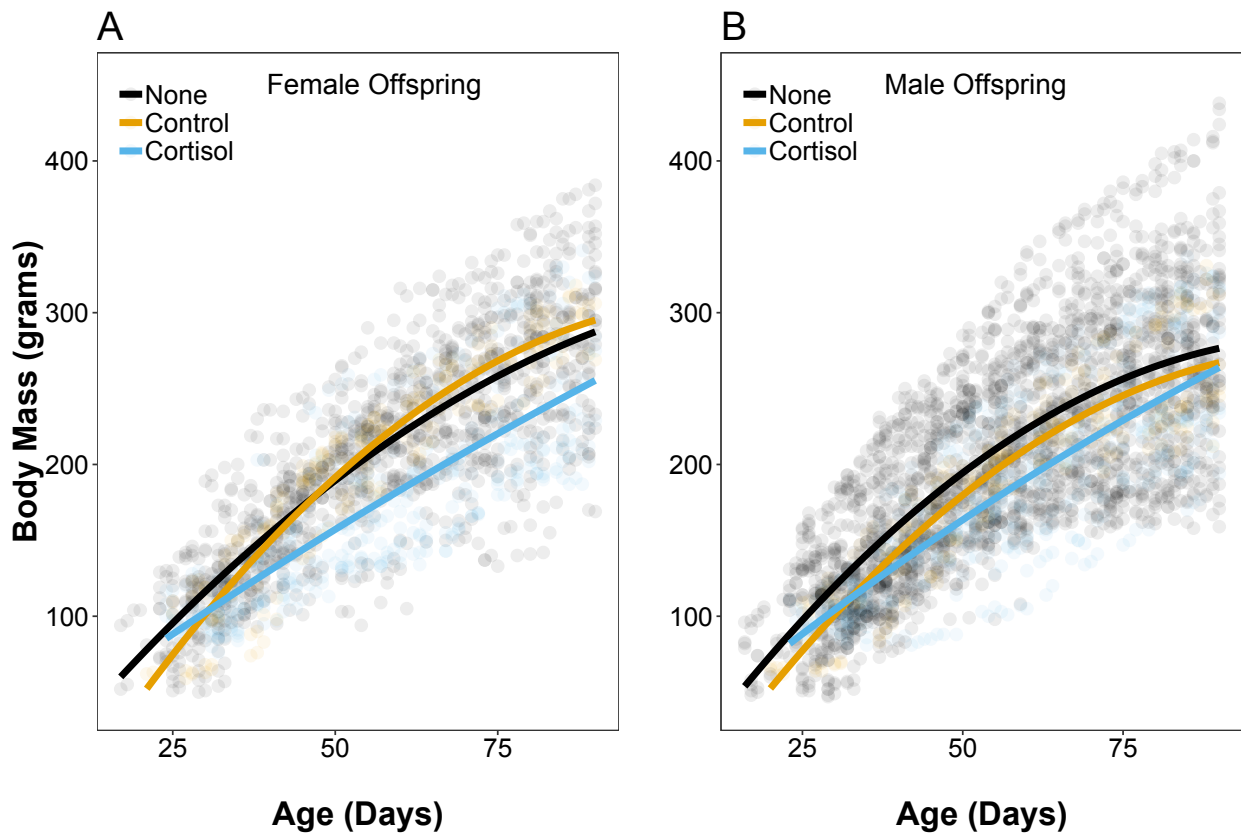 A
Female Offspring
None
Control
Cortisol
400
300
200
100
25
50
75
Body Mass (grams)
Age (Days)
B
Male Offspring
None
Control
Cortisol
400
300
200
100
25
50
75
Age (Days)